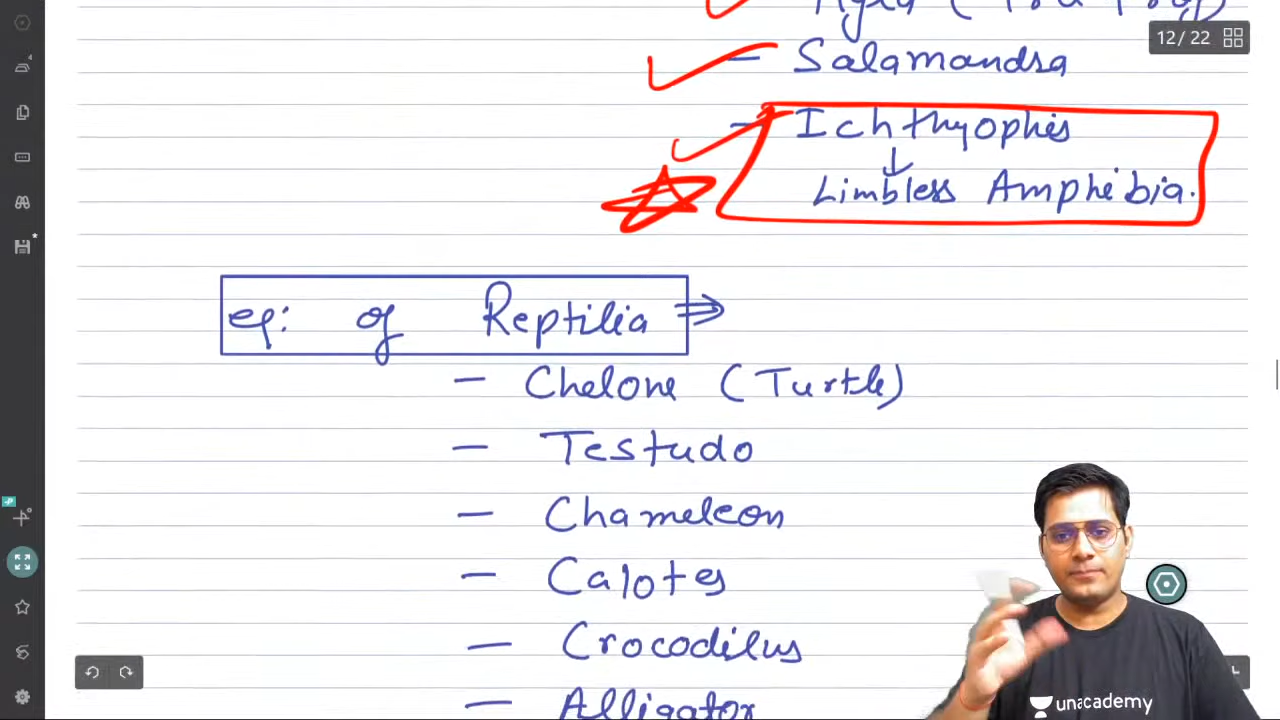 12/ 22
- Salamandra
- Ichthyophis
Limbless Amphibia.
eg: of Reptilia ⇒
- Chelone (Turtle)
- Testudo
- Chameleon
- Calotes
- Crocodilus
- Alligator
unacademy